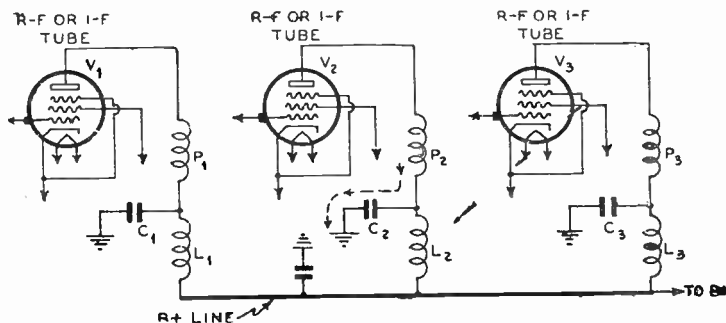 R-F OR I-F
TUBE
V1
P1
C1
L1
R-F OR I-F
TUBE
V2
P2
C2
L2
R-F OR I-F
TUBE
V3
P3
C3
L3
B+ LINE
TO B+